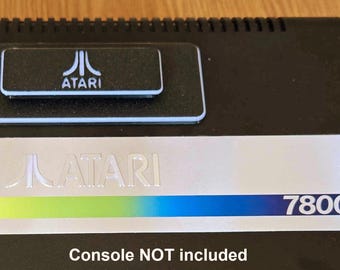 ATARI
ATARI
7800
Console NOT included